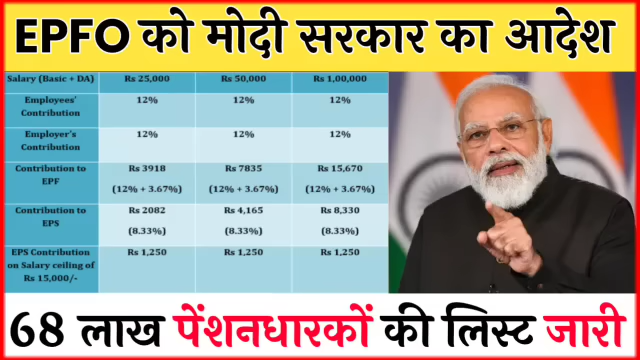 EPFO को मोदी सरकार का आदेश
Salary (Basic + DA) Rs 25,000 Rs 50,000 Rs 1,00,000
Employees' Contribution 12% 12% 12%
Employer's Contribution 12% 12% 12%
Contribution to EPF Rs 3918 (12% + 3.67%) Rs 7835 (12% + 3.67%) Rs 15,670 (12% + 3.67%)
Contribution to EPS Rs 2082 (8.33%) Rs 4,165 (8.33%) Rs 8,330 (8.33%)
EPS Contribution on Salary ceiling of Rs 15,000/- Rs 1,250 Rs 1,250 Rs 1,250
68 लाख पेंशनधारकों की लिस्ट जारी